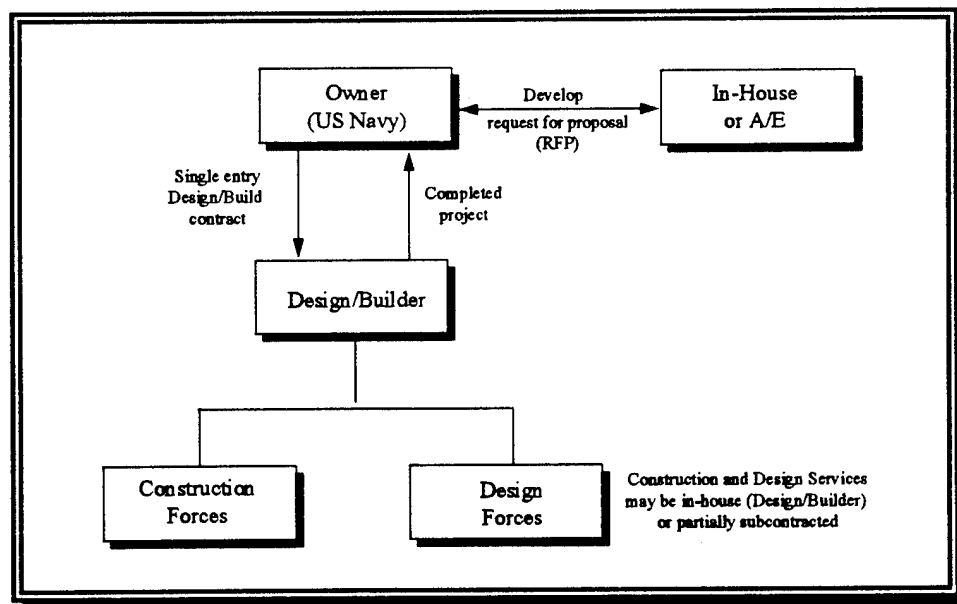 Owner
(US Navy)
Develop
request for proposal
(RFP)
In-House
or A/E
Single entry
Design/Build
contract
Completed
project
Design/Builder
Construction
Forces
Design
Forces
Construction and Design Services
may be in-house (Design/Builder)
or partially subcontracted